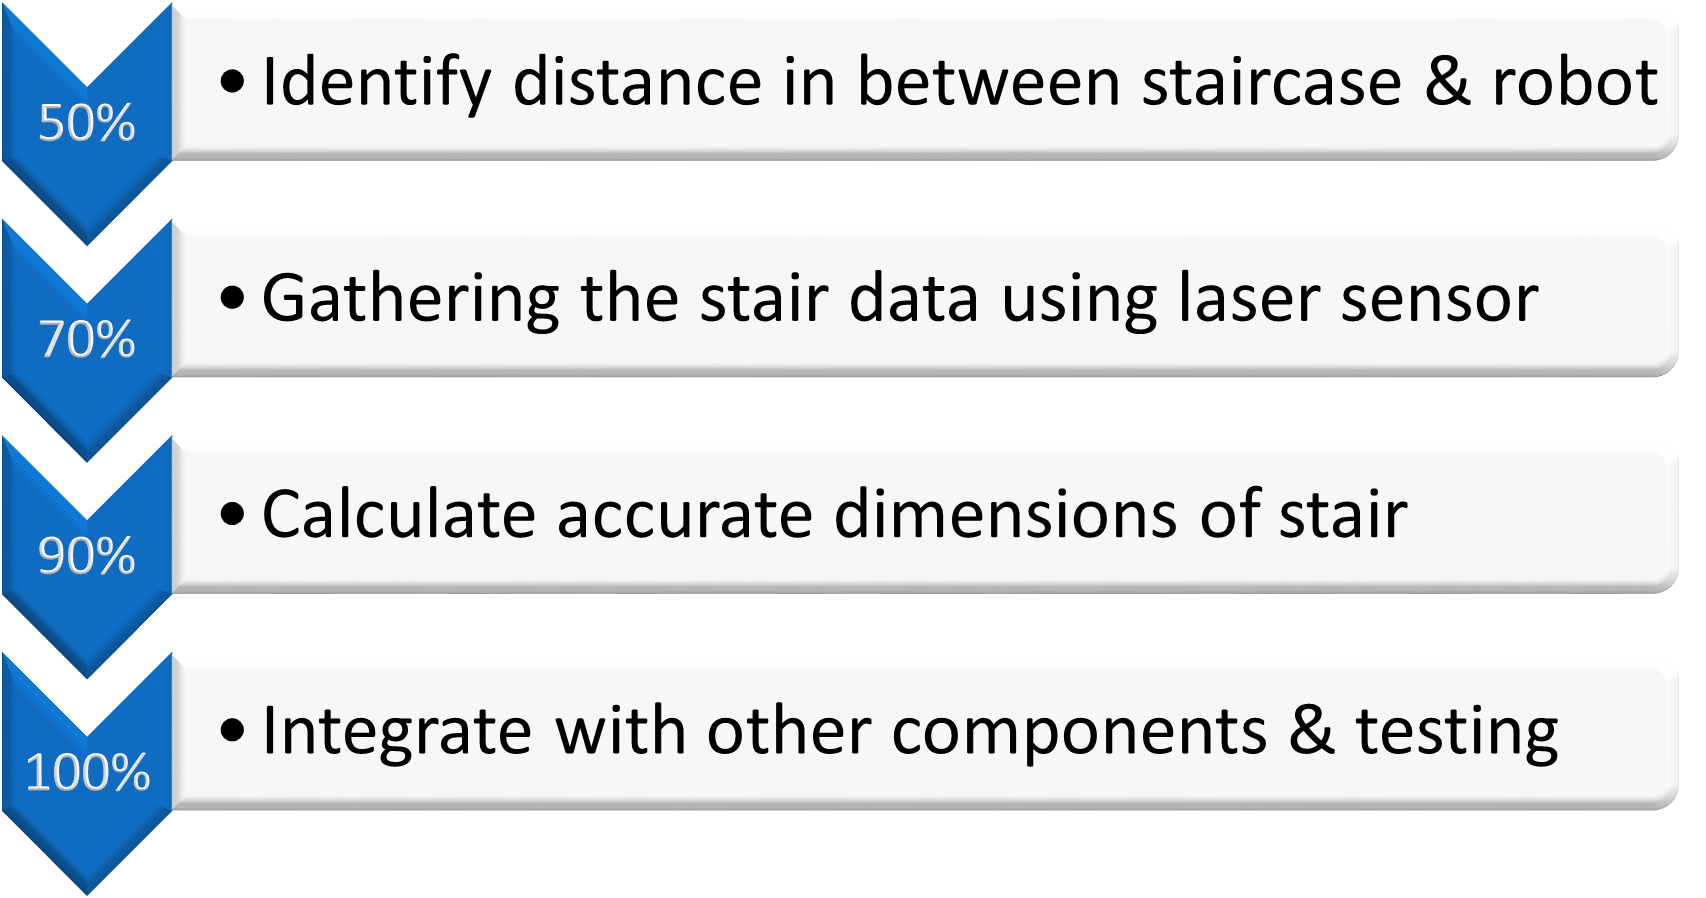 50%
• Identify distance in between staircase & robot
70%
• Gathering the stair data using laser sensor
90%
• Calculate accurate dimensions of stair
100%
• Integrate with other components & testing